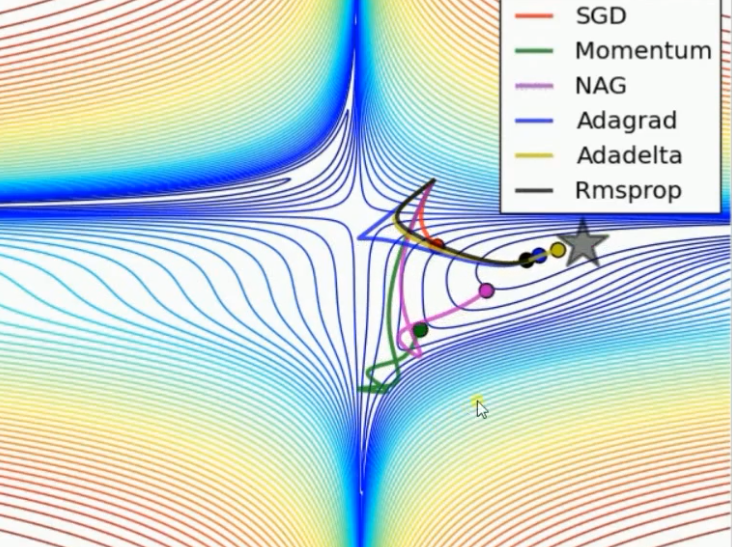 SGD
Momentum
NAG
Adagrad
Adadelta
Rmsprop